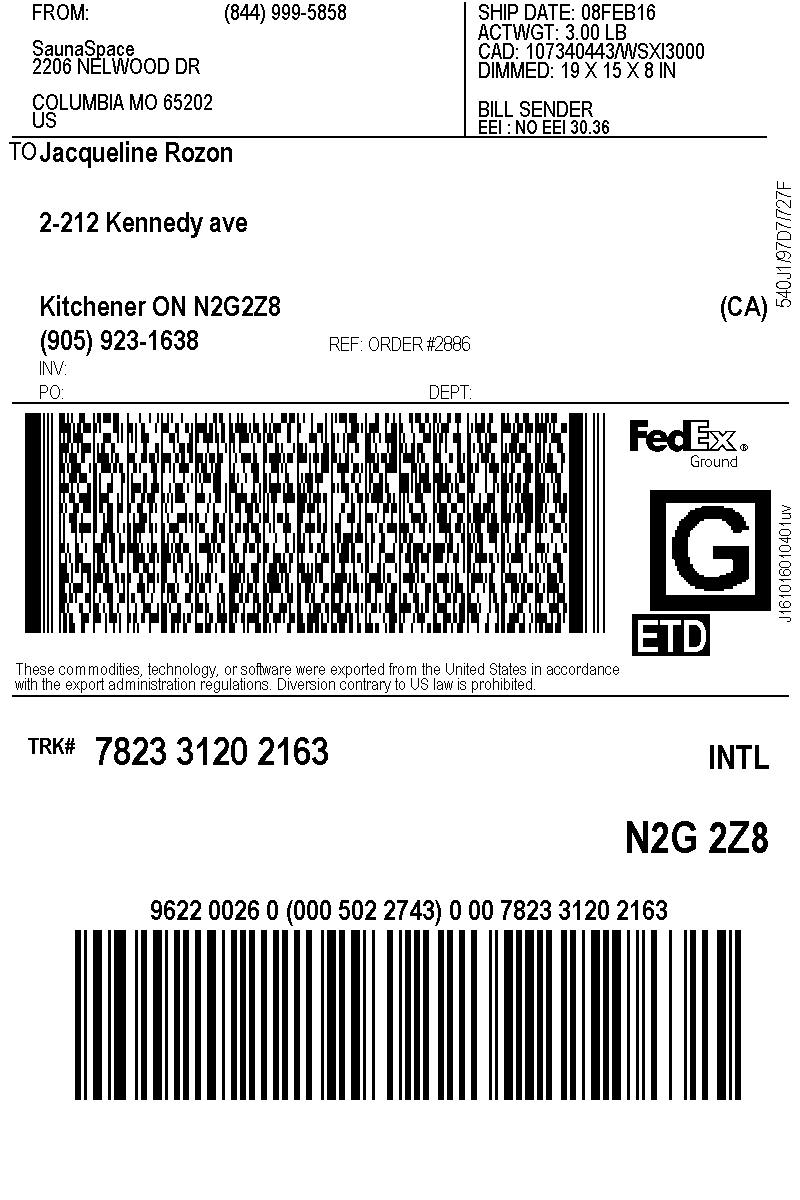 FROM: (844) 999-5858
SaunaSpace
2206 NELWOOD DR
COLUMBIA MO 65202
US
SHIP DATE: 08FEB16
ACTWGT: 3.00 LB
CAD: 107340443/WSXI3000
DIMMED: 19 X 15 X 8 IN
BILL SENDER
EEI : NO EEI 30.36
TO Jacqueline Rozon
2-212 Kennedy ave
Kitchener ON N2G2Z8 (CA)
(905) 923-1638 REF: ORDER #2886
INV:
PO: DEPT:
540J1/97D7/727F
FedEx ®
Ground
G
ETD
J161016010401uv
These commodities, technology, or software were exported from the United States in accordance
with the export administration regulations. Diversion contrary to US law is prohibited.
TRK# 7823 3120 2163 INTL
N2G 2Z8
9622 0026 0 (000 502 2743) 0 00 7823 3120 2163